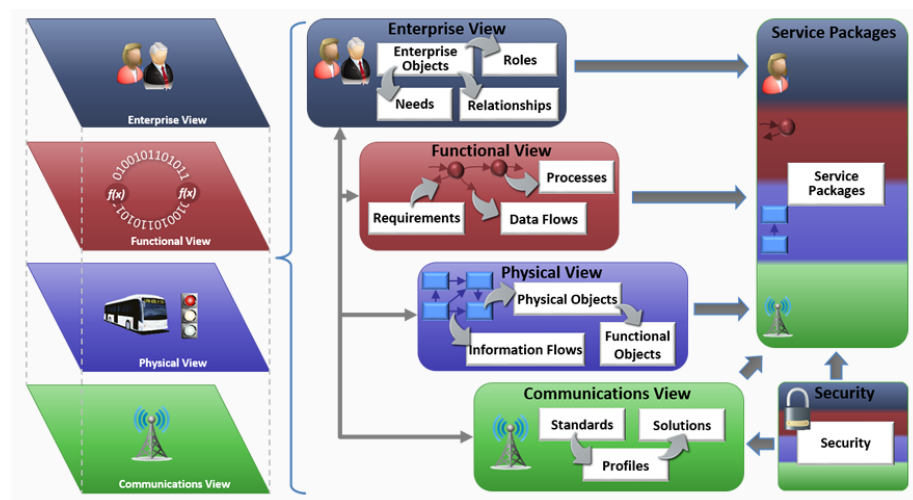 Enterprise View
0100101101011
f(x)
f(x)
Functional View
Physical View
Communications View
Enterprise View
Enterprise
Objects
Roles
Needs
Relationships
Functional View
Processes
Requirements
Data Flows
Physical View
Physical Objects
Information Flows
Functional
Objects
Communications View
Standards
Solutions
Profiles
Service Packages
Service
Packages
Security
Security